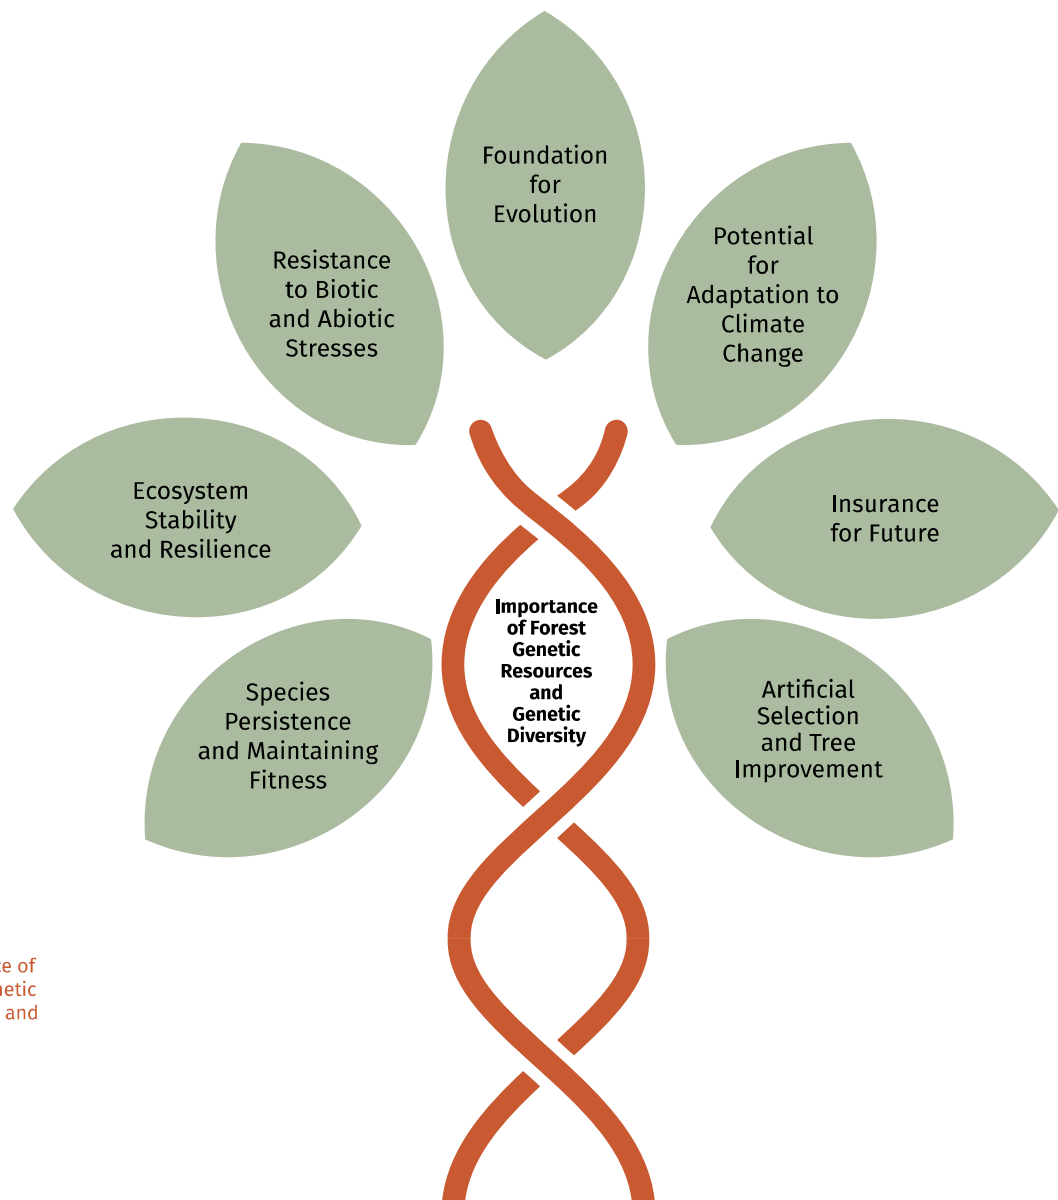 Foundation
for
Evolution
Resistance
to Biotic
and Abiotic
Stresses
Potential
for
Adaptation to
Climate
Change
Ecosystem
Stability
and Resilience
Insurance
for Future
Importance
of Forest
Genetic
Resources
and
Genetic
Diversity
Species
Persistence
and Maintaining
Fitness
Artificial
Selection
and Tree
Improvement
of
and